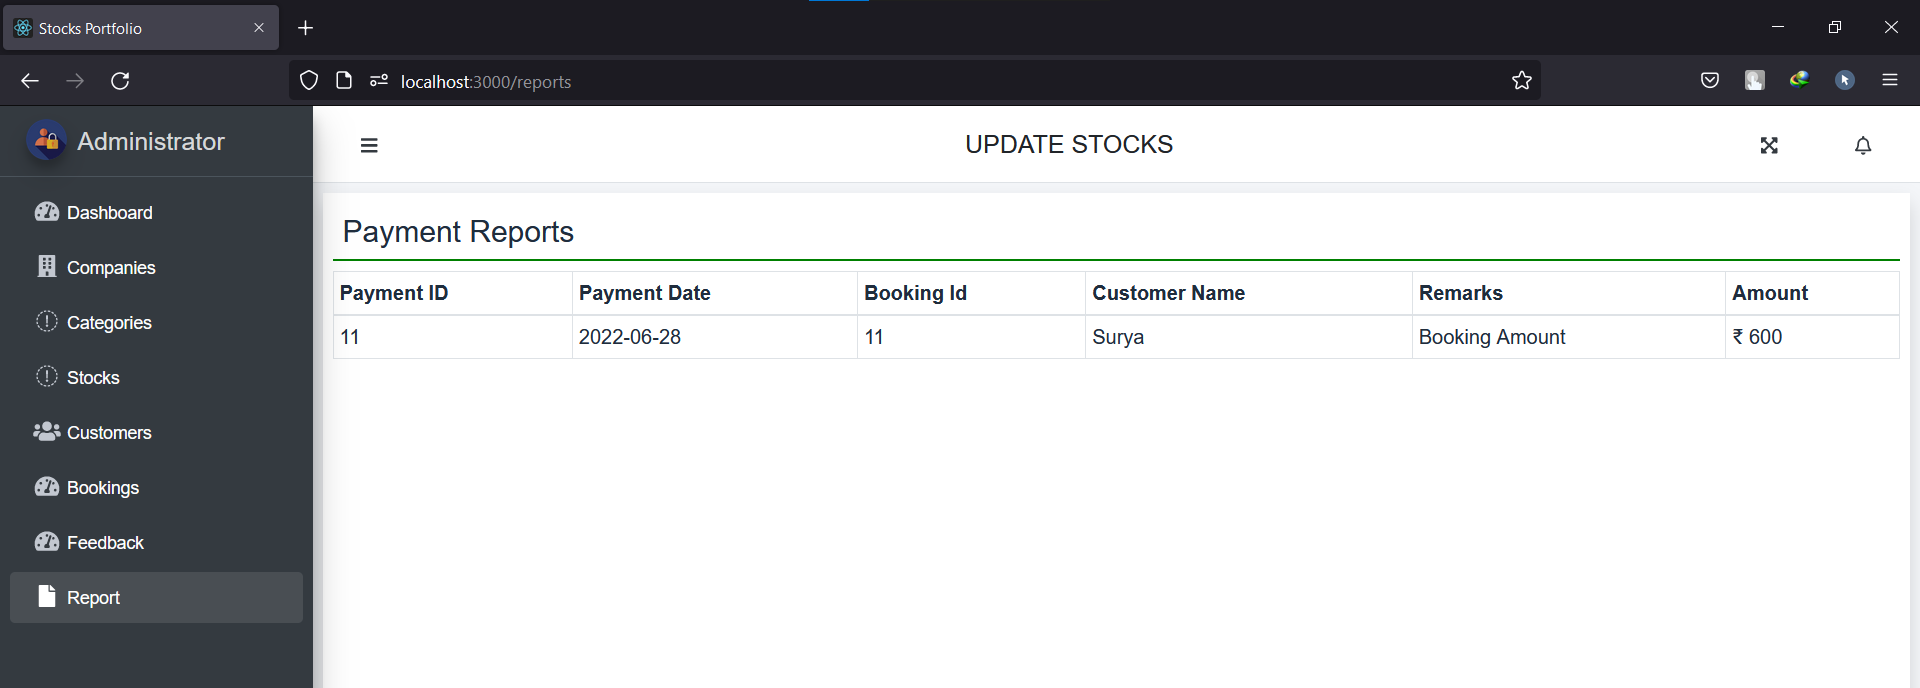 Stocks Portfolio
localhost:3000/reports
Administrator
UPDATE STOCKS
Dashboard
Companies
Categories
Stocks
Customers
Bookings
Feedback
Report
Payment Reports
Payment ID Payment Date Booking Id Customer Name Remarks Amount
11 2022-06-28 11 Surya Booking Amount ₹ 600